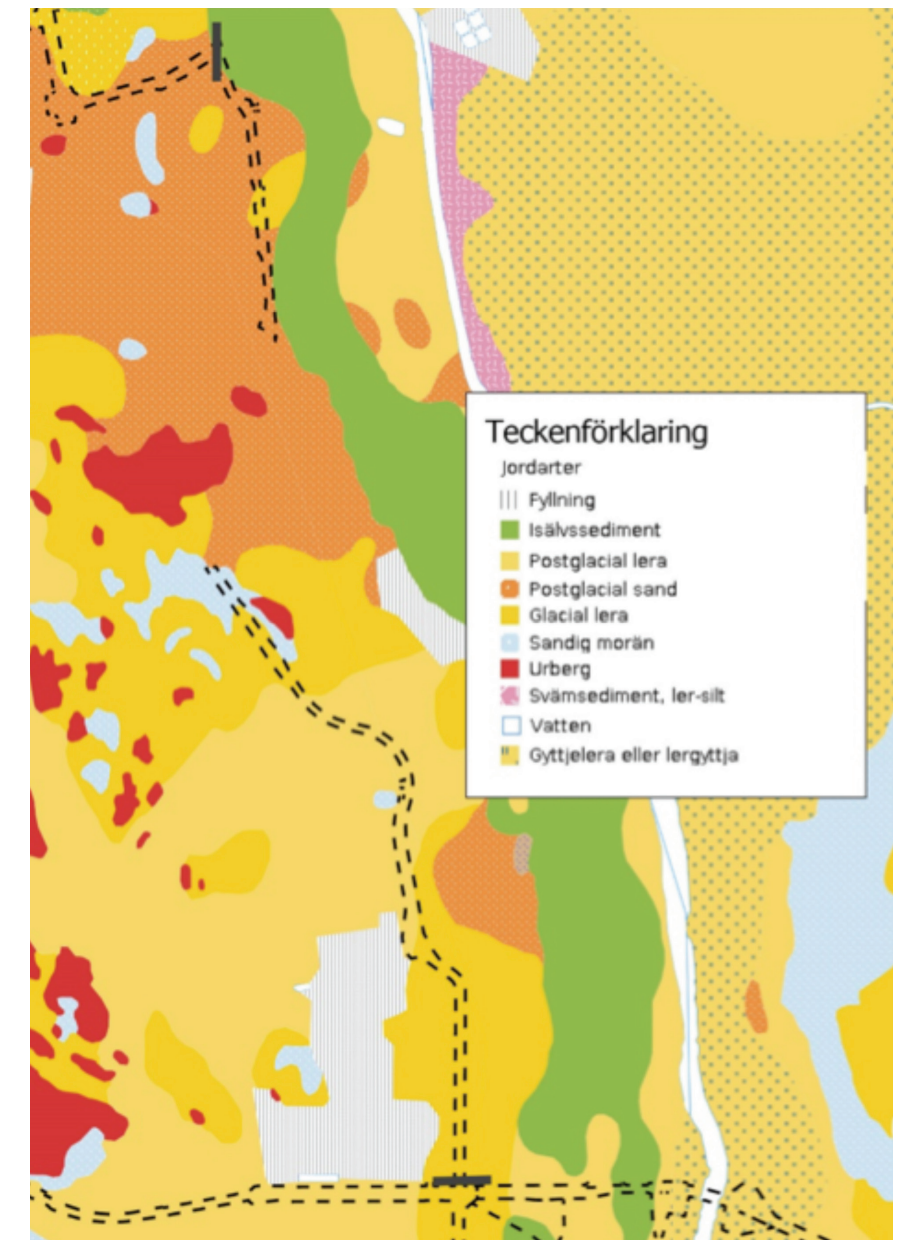 Teckenförklaring
Jordarter
Fyllning
Isälvssediment
Postglacial lera
Postglacial sand
Glacial lera
Sandig morän
Urberg
Svämsediment, ler-silt
Vatten
Gyttjelera eller lergyttja